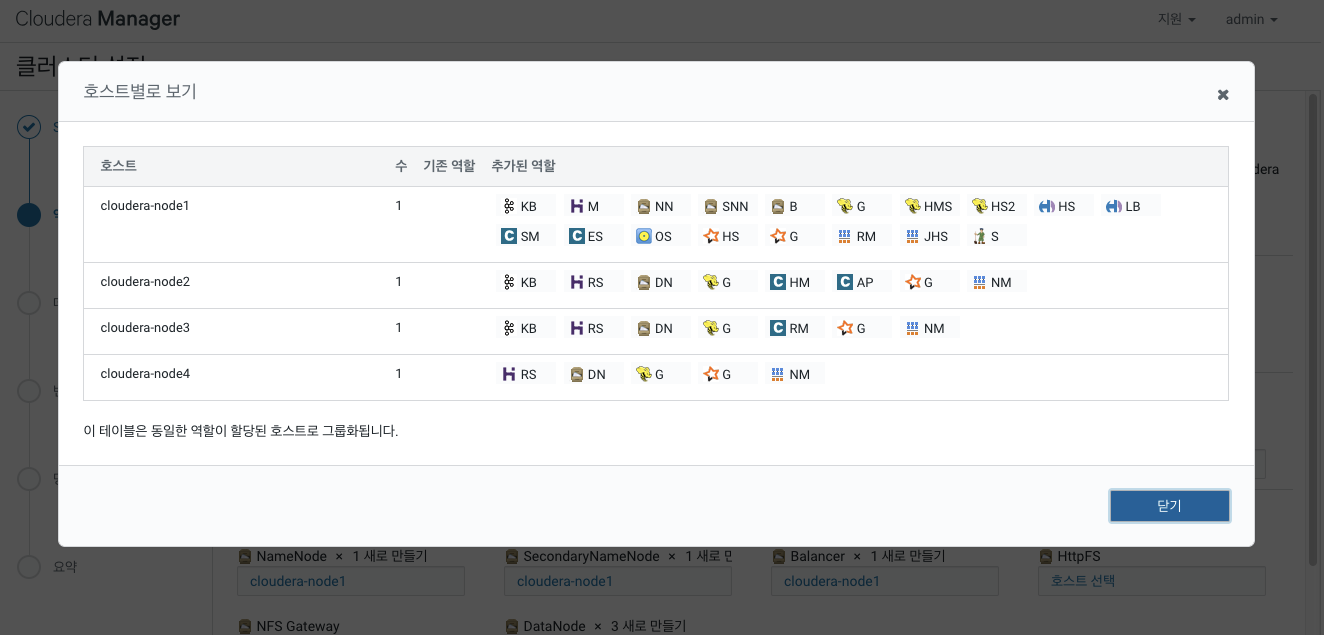 Cloudera Manager
지원
admin
호스트별로 보기
호스트 수 기존 역할 추가된 역할
cloudera-node1 1 KB M NN SNN B G HMS HS2 HS LB
SM ES OS HS G RM JHS S
cloudera-node2 1 KB RS DN G HM AP G NM
cloudera-node3 1 KB RS DN G RM G NM
cloudera-node4 1 RS DN G G NM
이 테이블은 동일한 역할이 할당된 호스트로 그룹화됩니다.
닫기
NameNode × 1 새로 만들기
SecondaryNameNode × 1 새로
Balancer × 1 새로 만들기
HttpFS
요약
cloudera-node1
cloudera-node1
cloudera-node1
호스트 선택
NFS Gateway
DataNode × 3 새로 만들기